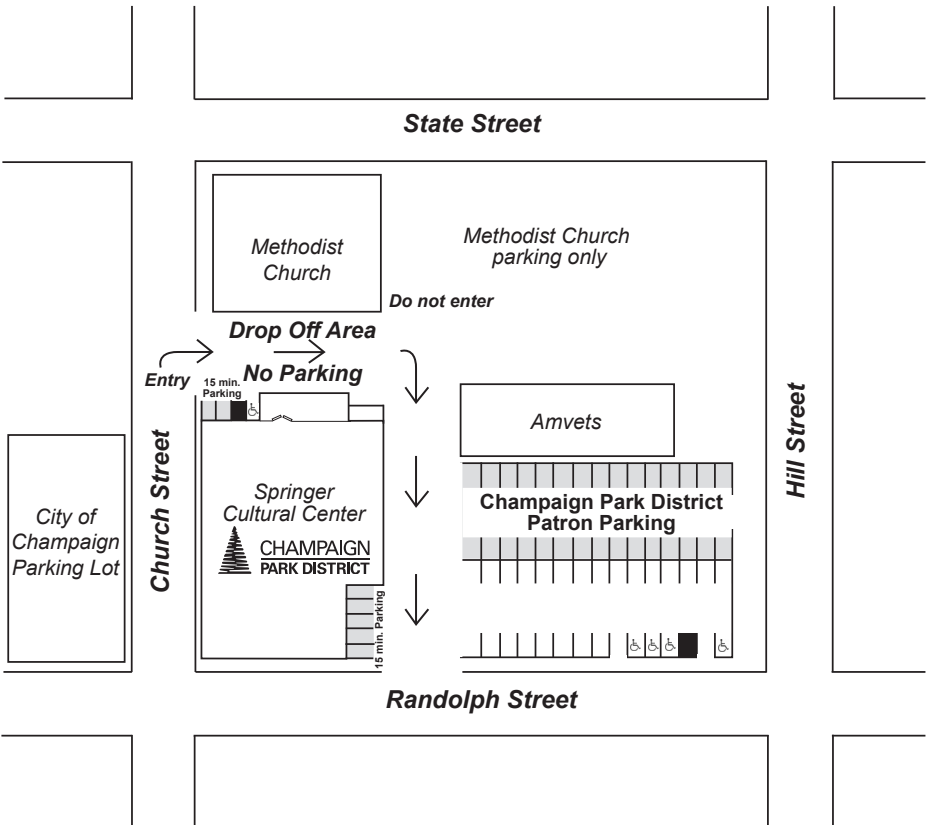 State Street
Methodist
Church
Methodist Church
parking only
Do not enter
Drop Off Area
Entry
No Parking
15 min.
Parking
Amvets
Hill Street
Church Street
City of
Champaign
Parking Lot
Springer
Cultural Center
CHAMPAIGN
PARK DISTRICT
Champaign Park District
Patron Parking
15 min. Parking
Randolph Street